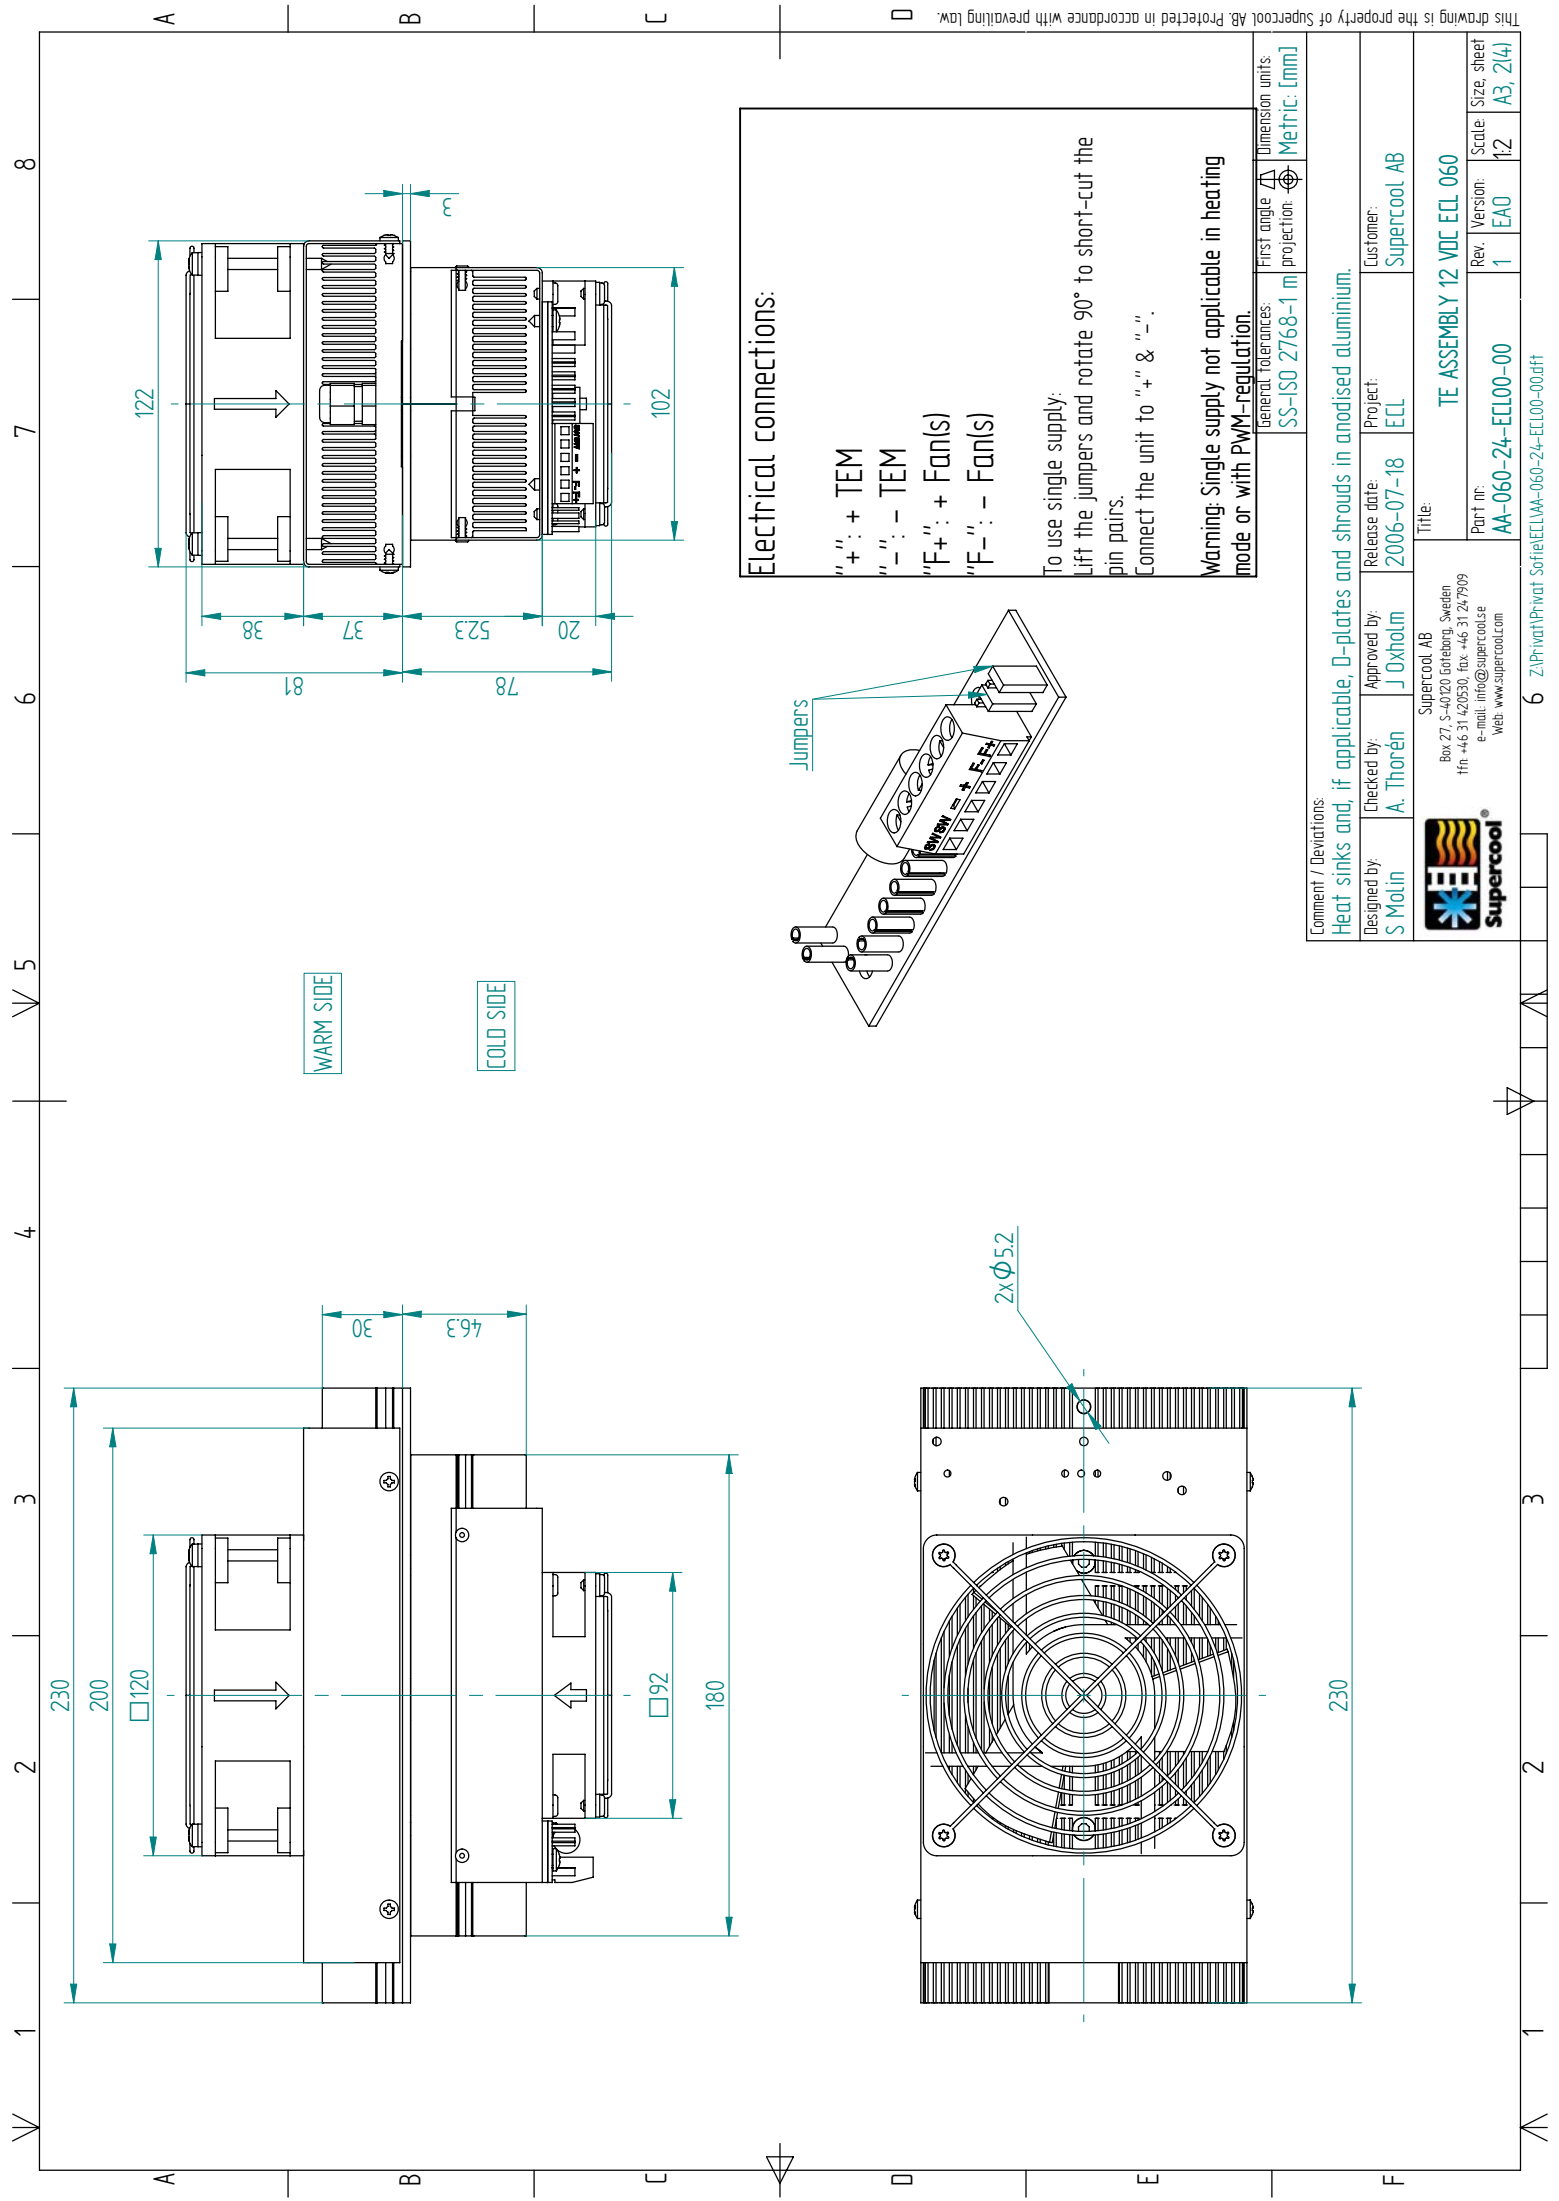 This drawing is the property of Supercool AB. Protected in accordance with prevailing law.
1
2
3
4
5
6
7
8
A
B
C
D
A
B
C
D
E
F
1
2
3
6
230
200
□120
30
46.3
□92
180
WARM SIDE
COLD SIDE
122
3
38
37
81
52.3
20
78
102
SW SW - + F- F+
2xΦ5.2
230
Jumpers
SW SW - + F- F+
Electrical connections:
"+": + TEM
"-": - TEM
"F+": + Fan(s)
"F-": - Fan(s)
To use single supply:
Lift the jumpers and rotate 90° to short-cut the
pin pairs.
Connect the unit to "+" & "-".
Warning: Single supply not applicable in heating
mode or with PWM-regulation.
General tolerances:
SS-ISO 2768-1 m
First angle
projection:
Dimension units:
Metric: [mm]
Comment / Deviations:
Heat sinks and, if applicable, D-plates and shrouds in anodised aluminium.
Designed by:
S Molin
Checked by:
A. Thorén
Approved by:
J Oxholm
Release date:
2006-07-18
Project:
ECL
Customer:
Supercool AB
Supercool®
Supercool AB
Box 27, S-40120 Göteborg, Sweden
tfn: +46 31 420530, fax: +46 31 247909
e-mail: info@supercool.se
Web: www.supercool.com
Title:
TE ASSEMBLY 12 VDC ECL 060
Part nr:
AA-060-24-ECL00-00
Rev.
1
Version:
EAO
Scale:
1:2
Size, sheet
A3, 2(4)
Z:\Privat\Privat Sofie\ECL\AA-060-24-ECL00-00.dft